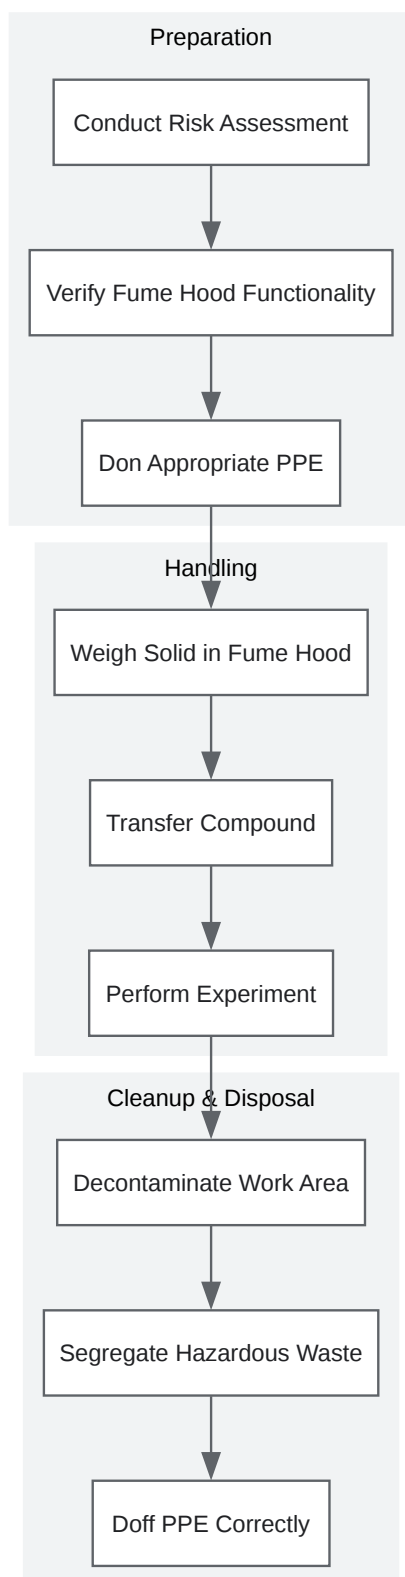 Preparation
Conduct Risk Assessment
Verify Fume Hood Functionality
Don Appropriate PPE
Handling
Weigh Solid in Fume Hood
Transfer Compound
Perform Experiment
Cleanup & Disposal
Decontaminate Work Area
Segregate Hazardous Waste
Doff PPE Correctly